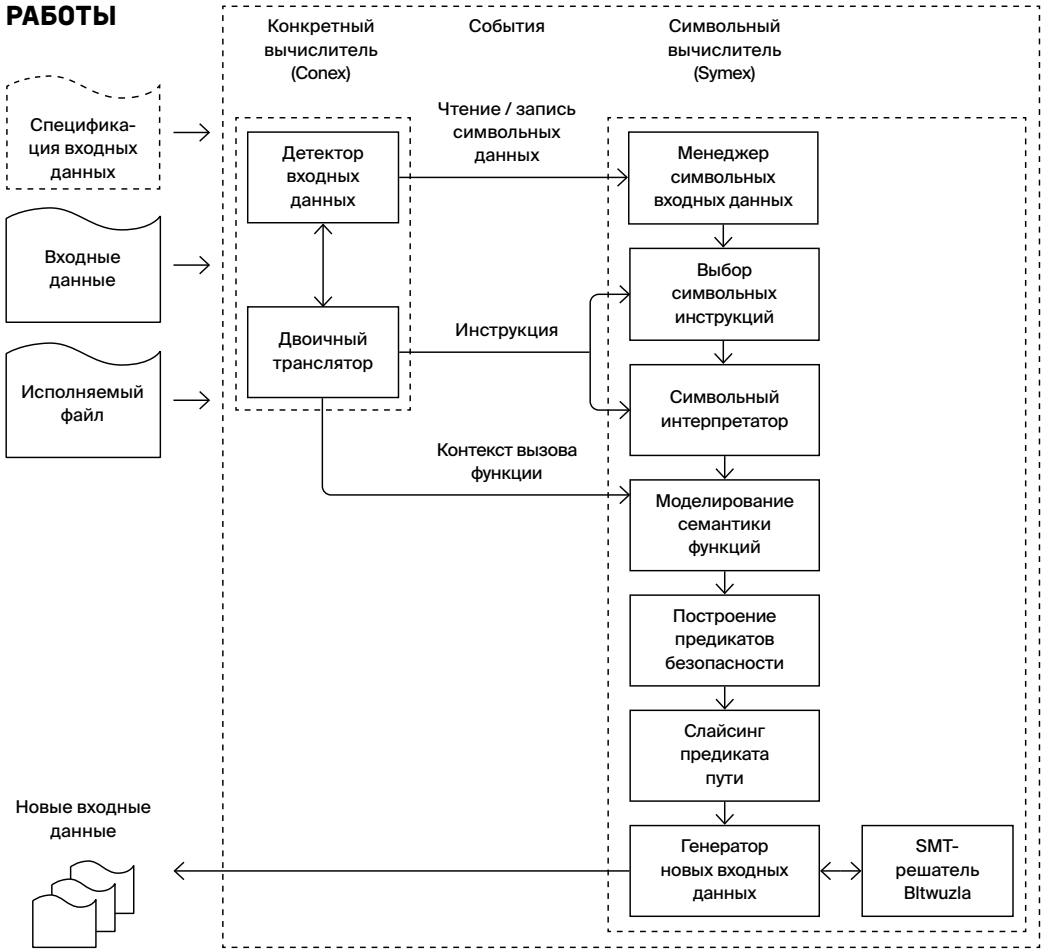 РАБОТЫ
Конкретный
вычислитель
(Conex)
События
Символьный
вычислитель
(Symex)
Специфика-
ция входных
данных
Входные
данные
Исполняемый
файл
Детектор
входных
данных
Двоичный
транслятор
Чтение / запись
символьных
данных
Инструкция
Контекст вызова
функции
Менеджер
символьных
входных данных
Выбор
символьных
инструкций
Символьный
интерпретатор
Моделирование
семантики
функций
Построение
предикатов
безопасности
Слайсинг
предиката
пути
Генератор
новых входных
данных
SMT-
решатель
Bltwuzla
Новые входные
данные